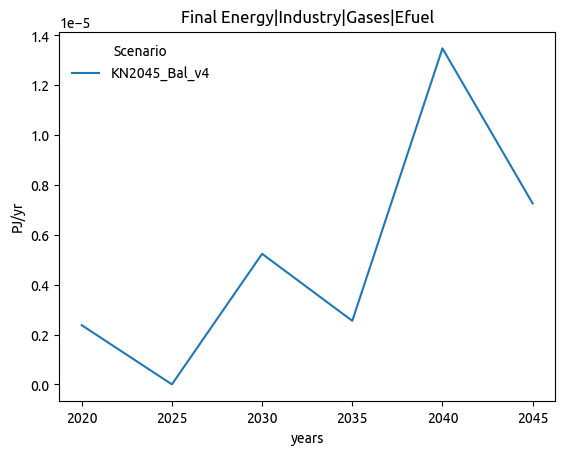 Final Energy|Industry|Gases|Efuel
1e−5
1.4
1.2
1.0
0.8
0.6
0.4
0.2
0.0
PJ/yr
Scenario
KN2045_Bal_v4
2020 2025 2030 2035 2040 2045
years